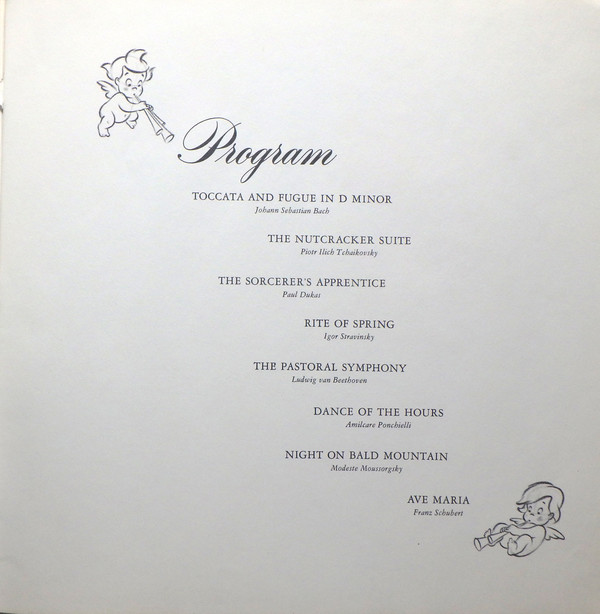 Program
TOCCATA AND FUGUE IN D MINOR
Johann Sebastian Bach
THE NUTCRACKER SUITE
Piotr Ilich Tchaikovsky
THE SORCERER'S APPRENTICE
Paul Dukas
RITE OF SPRING
Igor Stravinsky
THE PASTORAL SYMPHONY
Ludwig van Beethoven
DANCE OF THE HOURS
Amilcare Ponchielli
NIGHT ON BALD MOUNTAIN
Modeste Moussorgsky
AVE MARIA
Franz Schubert